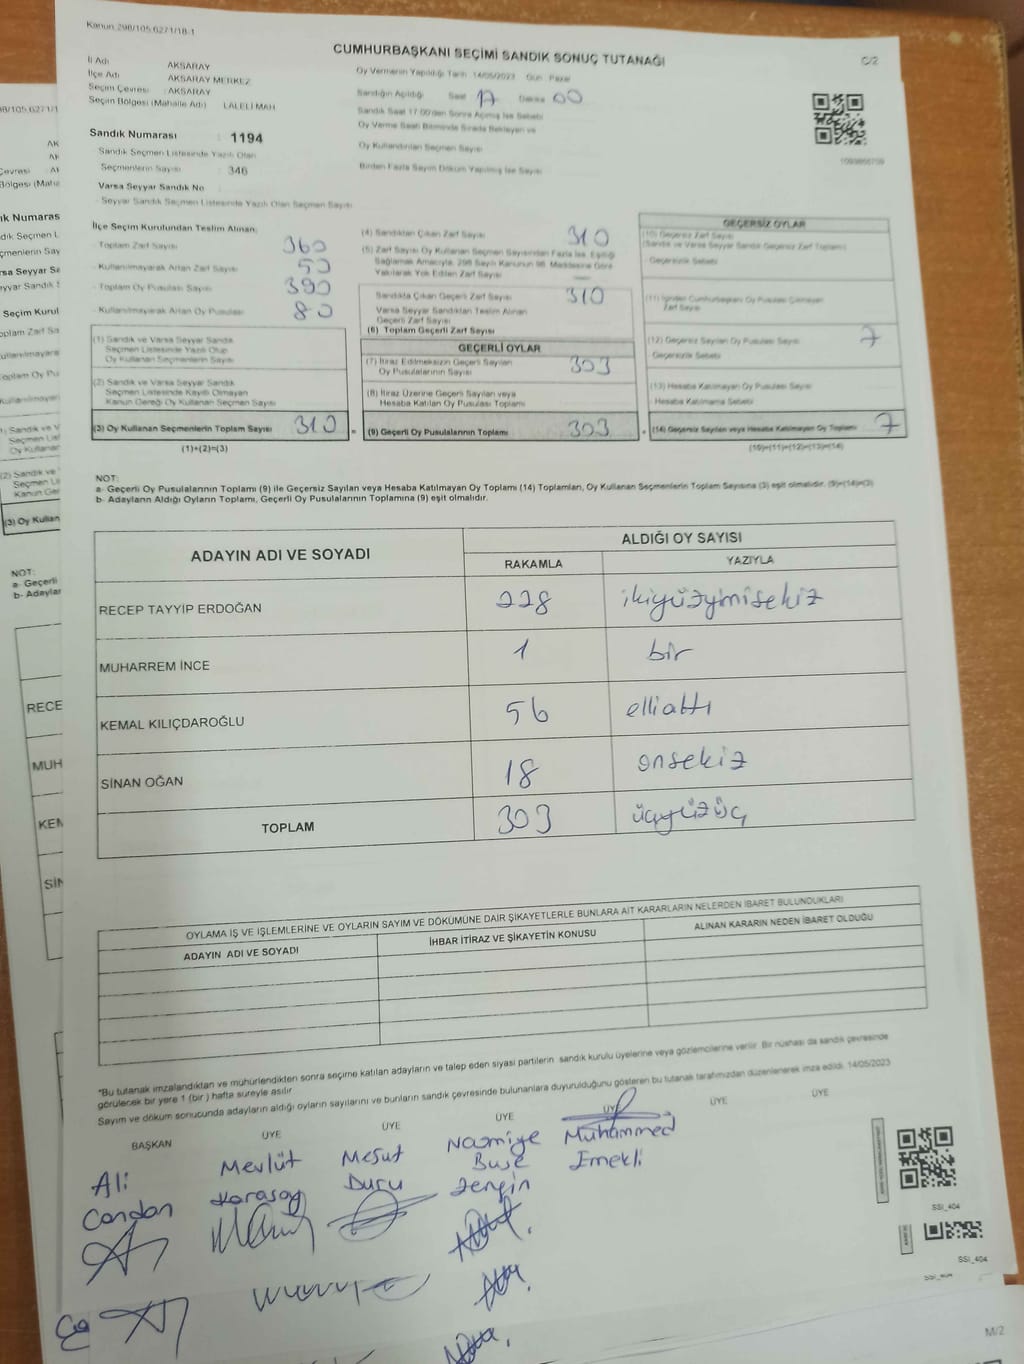 Kanun 298/105.6271/18-1
CUMHURBAŞKANI SEÇİMİ SANDIK SONUÇ TUTANAĞI
C/2
İl Adı AKSARAY
İlçe Adı AKSARAY MERKEZ
Seçim Çevresi : AKSARAY
Seçim Bölgesi (Mahalle Adı) LALELİ MAH
Oy Vermenin Yapıldığı Tarih 14/05/2023 Gün Pazar
Sandığın Açıldığı Saat 17 Dakika 00
Sandık Saat 17:00'den Sonra Açılmış İse Sebebi
Oy Verme Saati Bitiminde Sırada Bekleyen ve
Oy Kullandırılan Seçmen Sayısı
Birden Fazla Sayım Döküm Yapılmış İse Sayısı
Sandık Numarası : 1194
Sandık Seçmen Listesinde Yazılı Olan
Seçmenlerin Sayısı : 346
Varsa Seyyar Sandık No
Seyyar Sandık Seçmen Listesinde Yazılı Olan Seçmen Sayısı
İlçe Seçim Kurulundan Teslim Alınan;
Toplam Zarf Sayısı 360
Kullanılmayarak Artan Zarf Sayısı 50
Toplam Oy Pusulası Sayısı 390
Kullanılmayarak Artan Oy Pusulası 80
(1) Sandık ve Varsa Seyyar Sandık
Seçmen Listesinde Yazılı Olup
Oy Kullanan Seçmenlerin Sayısı
(2) Sandık ve Varsa Seyyar Sandık
Seçmen Listesinde Kayıtlı Olmayan
Kanun Gereği Oy Kullanan Seçmen Sayısı
(3) Oy Kullanan Seçmenlerin Toplam Sayısı 310
(1)+(2)=(3)
(4) Sandıktan Çıkan Zarf Sayısı 310
(5) Zarf Sayısı Oy Kullanan Seçmen Sayısından Fazla İse, Eşitliği
Sağlamak Amacıyla, 298 Sayılı Kanunun 98. Maddesine Göre
Yakılarak Yok Edilen Zarf Sayısı
Sandıkta Çıkan Geçerli Zarf Sayısı 310
Varsa Seyyar Sandıktan Teslim Alınan
Geçerli Zarf Sayısı
(6) Toplam Geçerli Zarf Sayısı
GEÇERLİ OYLAR
(7) İtiraz Edilmeksizin Geçerli Sayılan
Oy Pusulalarının Sayısı 303
(8) İtiraz Üzerine Geçerli Sayılan veya
Hesaba Katılan Oy Pusulası Toplamı
(9) Geçerli Oy Pusulalarının Toplamı 303
GEÇERSİZ OYLAR
(10) Geçersiz Zarf Sayısı
(Sandık ve Varsa Seyyar Sandık Geçersiz Zarf Toplamı)
Geçersizlik Sebebi
(11) İçinden Cumhurbaşkanı Oy Pusulası Çıkmayan
Zarf Sayısı
(12) Geçersiz Sayılan Oy Pusulası Sayısı 7
Geçersizlik Sebebi
(13) Hesaba Katılmayan Oy Pusulası Sayısı
Hesaba Katılmama Sebebi
(14) Geçersiz Sayılan veya Hesaba Katılmayan Oy Toplamı 7
(10)+(11)+(12)+(13)=(14)
NOT:
a- Geçerli Oy Pusulasının Toplamı (9) ile Geçersiz Sayılan veya Hesaba Katılmayan Oy Toplamı (14) Toplamları, Oy Kullanan Seçmenlerin Toplam Sayısına (3) eşit olmalıdır. (9)+(14)=(3)
b- Adayların Aldığı Oyların Toplamı, Geçerli Oy Pusulalarının Toplamına (9) eşit olmalıdır.
ADAYIN ADI VE SOYADI ALDIĞI OY SAYISI
RAKAMLA YAZIYLA
RECEP TAYYİP ERDOĞAN 228 ikiyüzyimisekiz
MUHARREM İNCE 1 bir
KEMAL KILIÇDAROĞLU 56 elliatı
SİNAN OĞAN 18 onsekiz
TOPLAM 303 üçyüzüç
OYLAMA İŞ VE İŞLEMLERİNE VE OYLARIN SAYIM VE DÖKÜMÜNE DAİR ŞİKAYETLERLE BUNLARA AİT KARARLARIN NELERDEN İBARET BULUNDUKLARI
ADAYIN ADI VE SOYADI İHBAR İTİRAZ VE ŞİKAYETİN KONUSU ALINAN KARARIN NEDEN İBARET OLDUĞU
"Bu tutanak imzalandıktan ve mühürlendikten sonra seçime katılan adayların ve talep eden siyasi partilerin sandık kurulu üyelerine veya gözlemcilerine verilir. Bir nüshası da sandık çevresinde
görülecek bir yere 1 (bir) hafta süreyle asılır
Sayım ve döküm sonucunda adayların aldığı oyların sayılarını ve bunların sandık çevresinde bulunanlara duyurulduğunu gösteren bu tutanak tarafımızdan düzenlenerek imza edildi. 14/05/2023
BAŞKAN ÜYE ÜYE ÜYE ÜYE ÜYE ÜYE
Ali Mevlüt Mesut Nazmiye Muhammed
Candan Karasoy Duru Buse Emekli
Zengin
SSI_404
SSI_404
M/2